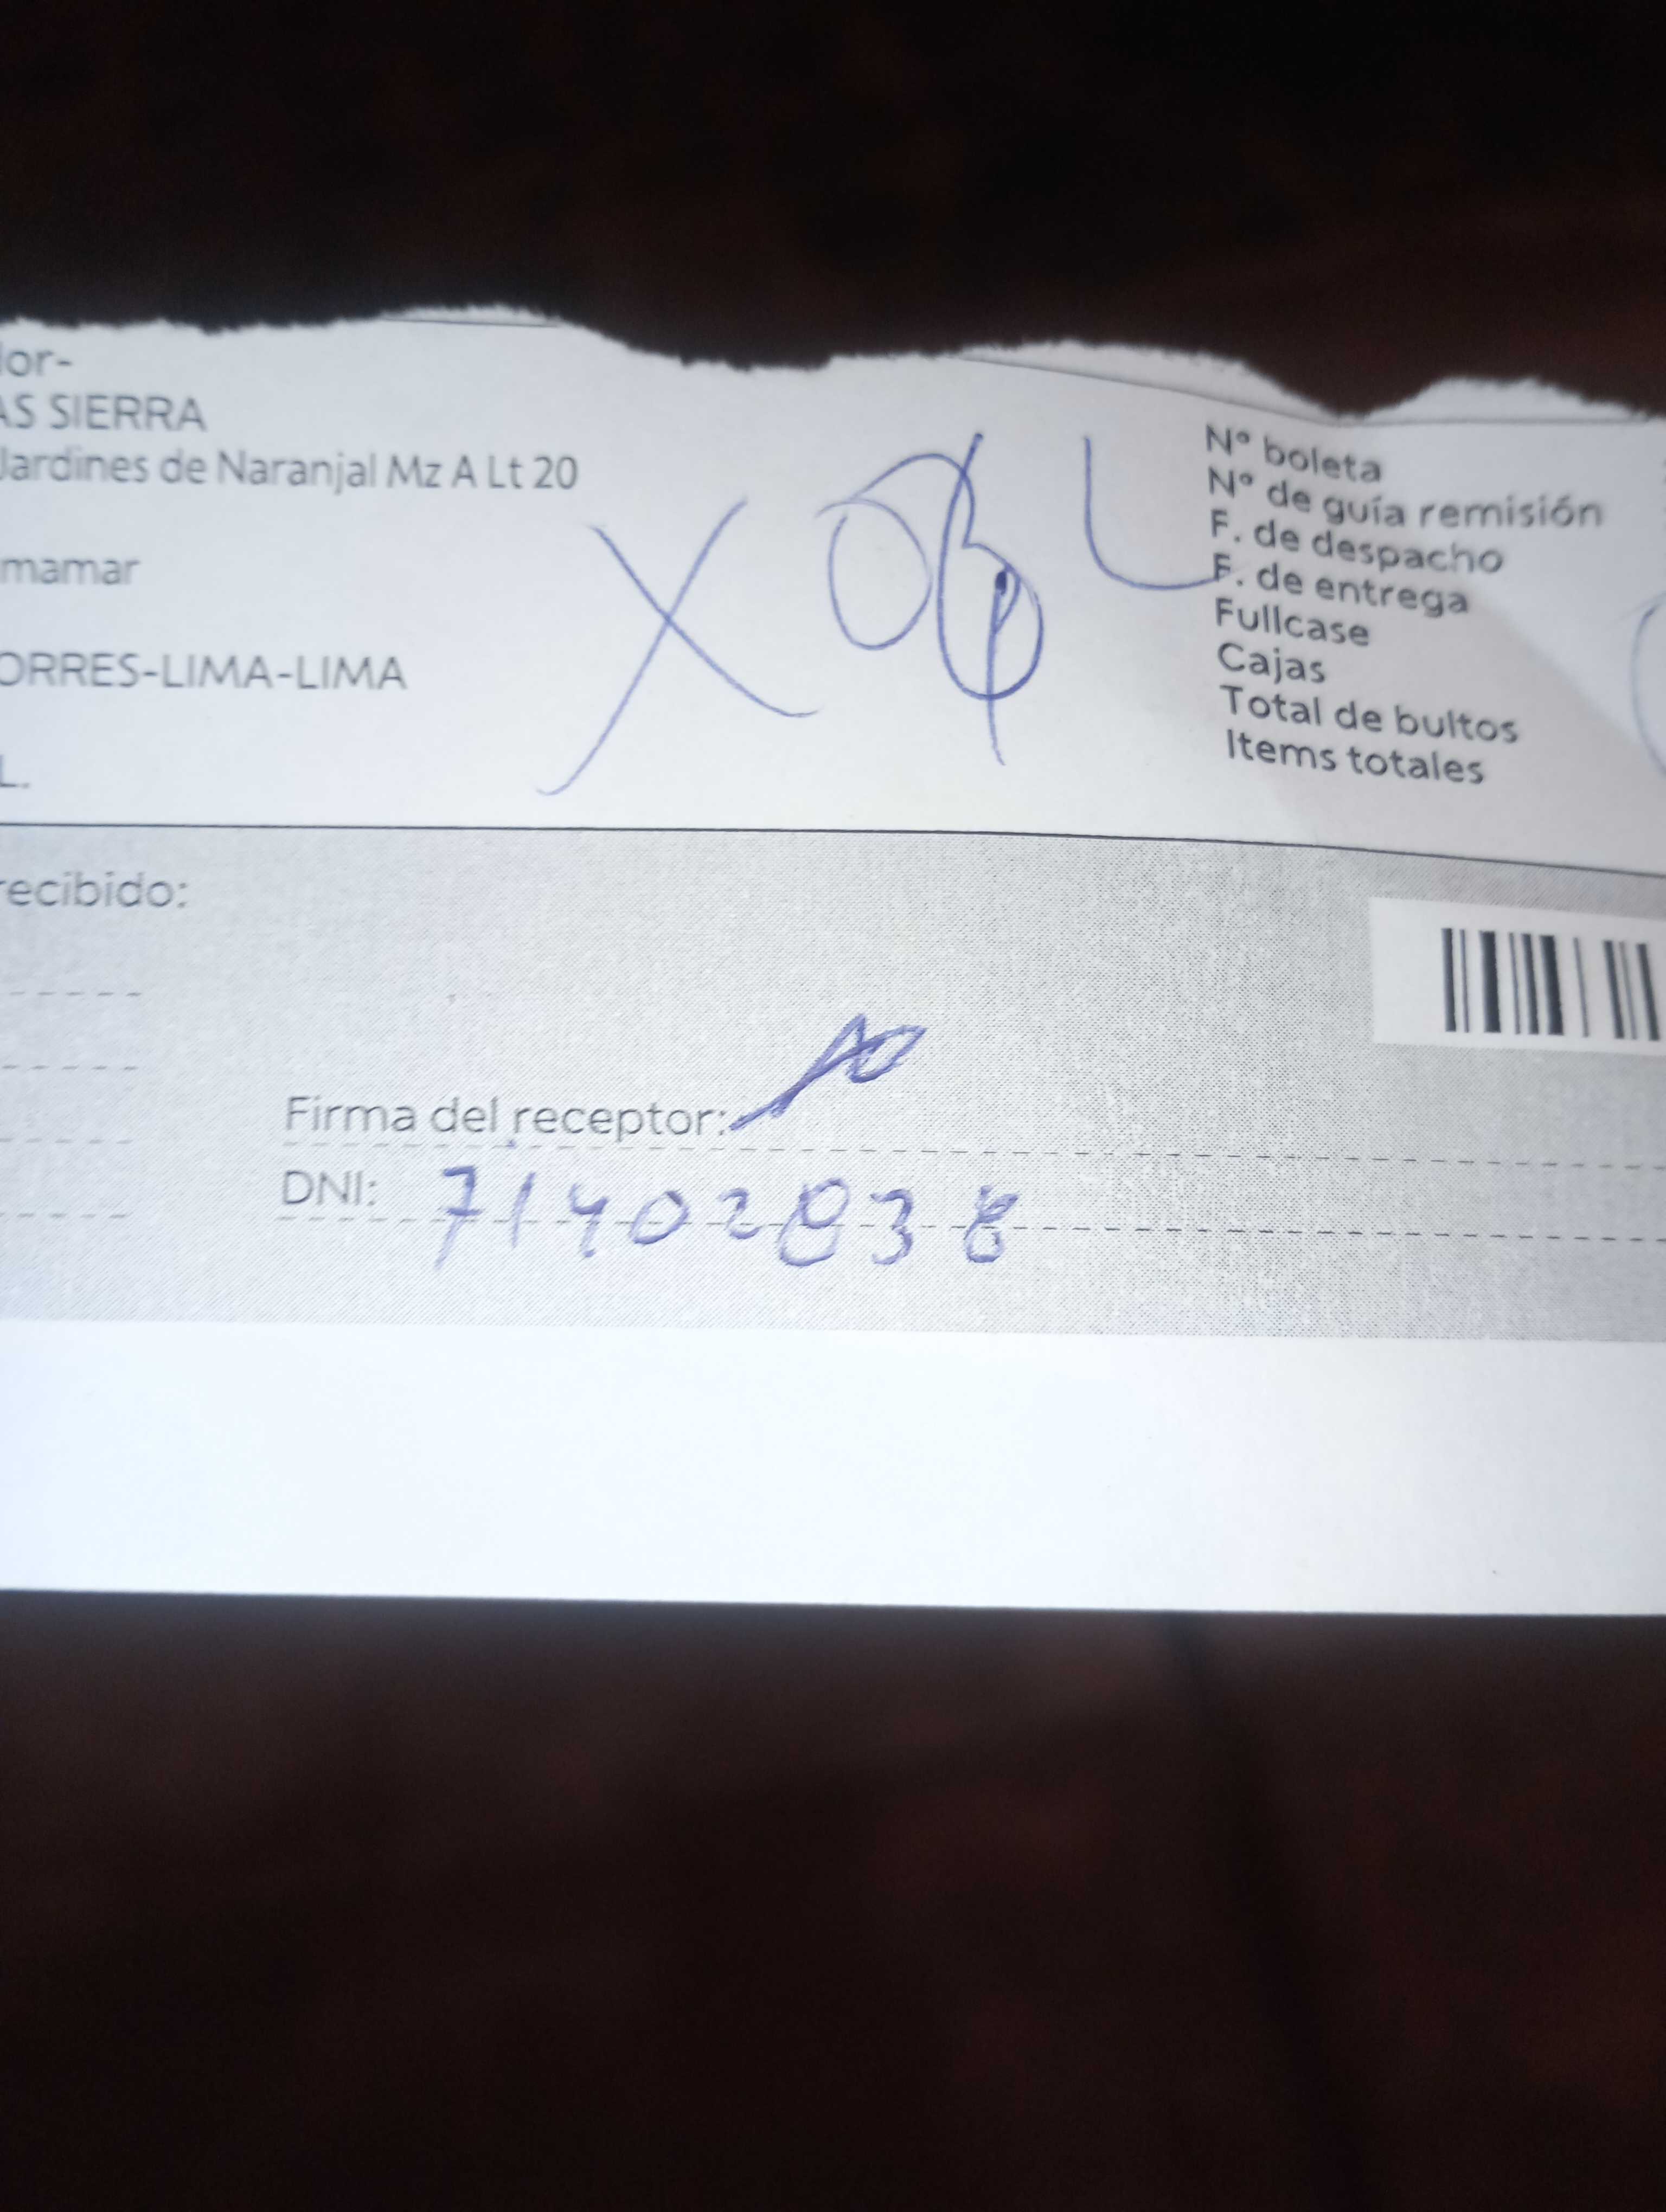 lor-
AS SIERRA
Jardines de Naranjal Mz A Lt 20
mamar
ORRES-LIMA-LIMA
L.
X
N° boleta
N° de guía remisión
F. de despacho
F. de entrega
Fullcase
Cajas
Total de bultos
Items totales
recibido:
Firma del receptor:
DNI: 71402838